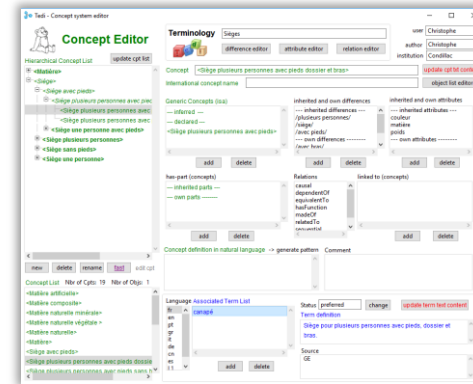 Tedi - Concept system editor
Concept Editor
Terminology
Sièges
difference editor
attribute editor
relation editor
user
Christophe
author
Christophe
institution
Condillac
Hierarchical Concept List
update cpt list
<Matière>
<Siège>
<Siège avec pieds>
<Siège plusieurs personnes avec pied
<Siège plusieurs personnes avec
<Siège plusieurs personnes avec
<Siège une personne avec pieds>
<Siège plusieurs personnes>
<Siège sans pieds>
<Siège une personne>
Concept
<Siège plusieurs personnes avec pieds dossier et bras>
update cpt txt conten
International concept name
object list editor
Generic Concepts (isa)
--- inferred ---
--- declared ---
<Siège plusieurs personnes avec pieds>
add
delete
inherited and own differences
--- inherited differences ---
/plusieurs personnes/
/siège/
/avec pieds/
--- own differences --------
/avec bras/
add
delete
inherited and own attributes
--- inherited attributes ---
couleur
matière
poids
--- own attributes --------
add
delete
has-part (concepts)
--- inherited parts ---
--- own parts --------
add
delete
Relations
causal
dependentOf
equivalentTo
hasFunction
madeOf
relatedTo
sequential
linked to (concepts)
add
delete
Concept definition in natural language
-> generate pattern
Comment
new
delete
rename
fast
edit cpt
Concept List
Nbr of Cpts: 19
Nbr of Objs: 1
<Matière artificielle>
<Matière composite>
<Matière naturelle minérale>
<Matière naturelle végétale >
<Matière naturelle>
<Matière>
<Siège avec pieds>
<Siège plusieurs personnes avec pieds dossier
<Siège plusieurs personnes avec pieds sans
Language
fr
en
pt
gr
it
de
cn
es
Associated Term List
canapé
add
delete
Status
preferred
change
update term text content
Term definition
Siège pour plusieurs personnes avec pieds, dossier et
bras.
Source
GE